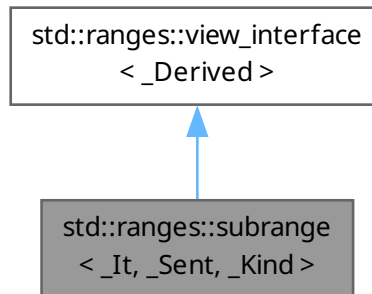 std::ranges::view_interface
< _Derived >
std::ranges::subrange
< _It, _Sent, _Kind >